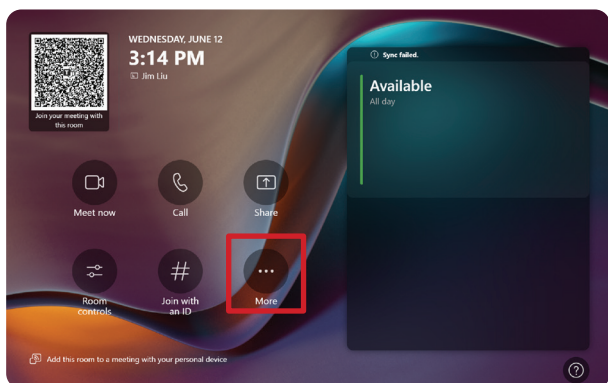 WEDNESDAY, JUNE 12
3:14 PM
Jim Liu
Join your meeting with
this room
Sync failed.
Available
All day
Meet now
Call
Share
Room
controls
Join with
an ID
More
Add this room to a meeting with your personal device